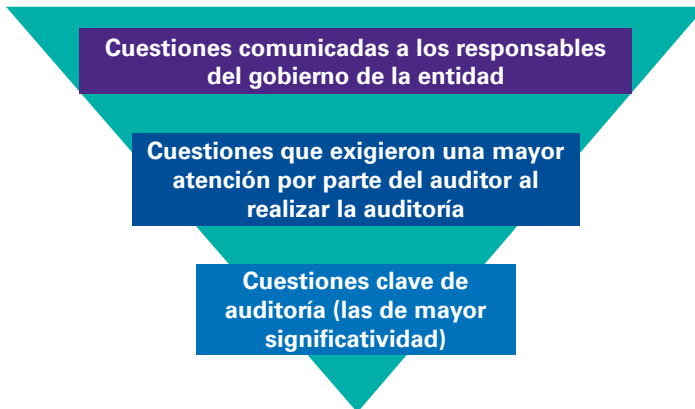 Cuestiones comunicadas a los responsables
del gobierno de la entidad
Cuestiones que exigieron una mayor
atención por parte del auditor al
realizar la auditoría
Cuestiones clave de
auditoría (las de mayor
significatividad)